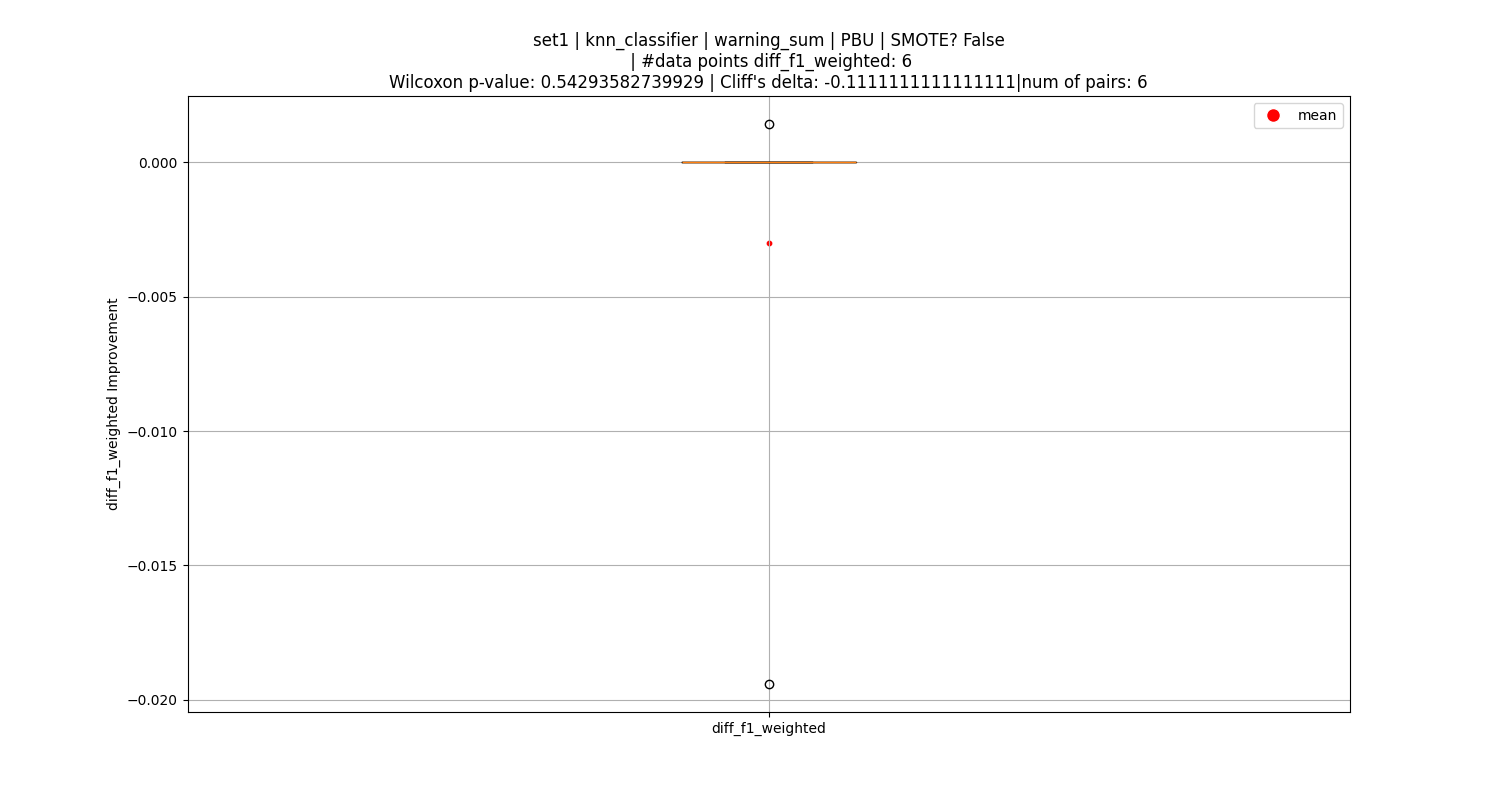 set1 | knn_classifier | warning_sum | PBU | SMOTE? False
| #data points diff_f1_weighted: 6
Wilcoxon p-value: 0.54293582739929 | Cliff's delta: -0.1111111111111111|num of pairs: 6
mean
0.000
−0.005
−0.010
−0.015
−0.020
diff_f1_weighted Improvement
diff_f1_weighted